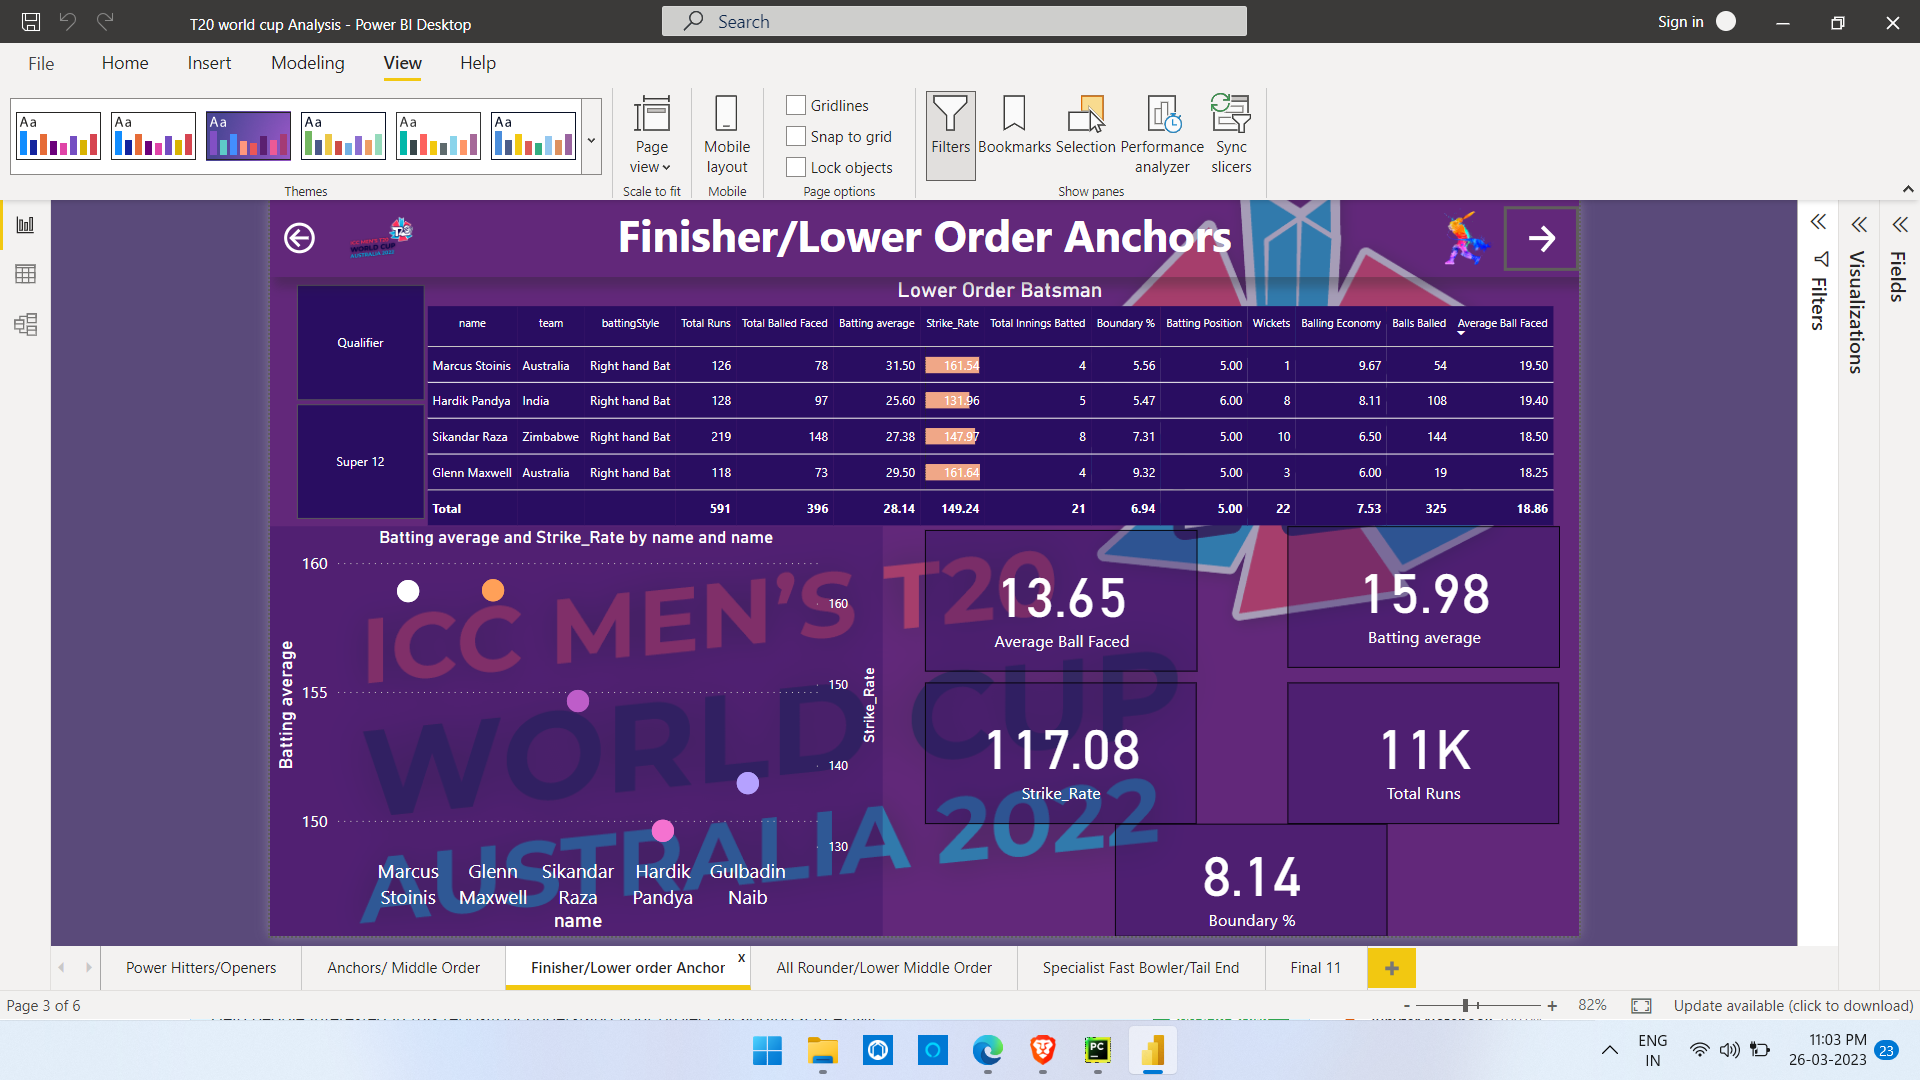 T20 world cup Analysis - Power BI Desktop
Search
Sign in
File Home Insert Modeling View Help
Aa Aa Aa Aa Aa Aa
Themes
Page view
Scale to fit
Mobile layout
Mobile
Gridlines
Snap to grid
Lock objects
Page options
Filters
Bookmarks
Selection
Performance analyzer
Sync slicers
Show panes
ICC MEN'S T20
WORLD CUP
AUSTRALIA 2022
Finisher/Lower Order Anchors
Lower Order Batsman
Qualifier
Super 12
name team battingStyle Total Runs Total Balled Faced Batting average Strike_Rate Total Innings Batted Boundary % Batting Position Wickets Balling Economy Balls Balled Average Ball Faced
Marcus Stoinis Australia Right hand Bat 126 78 31.50 161.54 4 5.56 5.00 1 9.67 54 19.50
Hardik Pandya India Right hand Bat 128 97 25.60 131.96 5 5.47 6.00 8 8.11 108 19.40
Sikandar Raza Zimbabwe Right hand Bat 219 148 27.38 147.97 8 7.31 5.00 10 6.50 144 18.50
Glenn Maxwell Australia Right hand Bat 118 73 29.50 161.64 4 9.32 5.00 3 6.00 19 18.25
Total 591 396 28.14 149.24 21 6.94 5.00 22 7.53 325 18.86
Batting average and Strike_Rate by name and name
Batting average
160
155
150
160
150
140
130
Strike_Rate
Marcus Stoinis
Glenn Maxwell
Sikandar Raza
Hardik Pandya
Gulbadin Naib
name
ICC MEN'S T20
WORLD CUP
AUSTRALIA 2022
13.65
Average Ball Faced
15.98
Batting average
117.08
Strike_Rate
11K
Total Runs
8.14
Boundary %
Filters
Visualizations
Fields
Power Hitters/Openers
Anchors/ Middle Order
Finisher/Lower order Anchor
x
All Rounder/Lower Middle Order
Specialist Fast Bowler/Tail End
Final 11
+
Page 3 of 6
- + 82%
Update available (click to download)
PC
ENG
IN
11:03 PM
26-03-2023
23